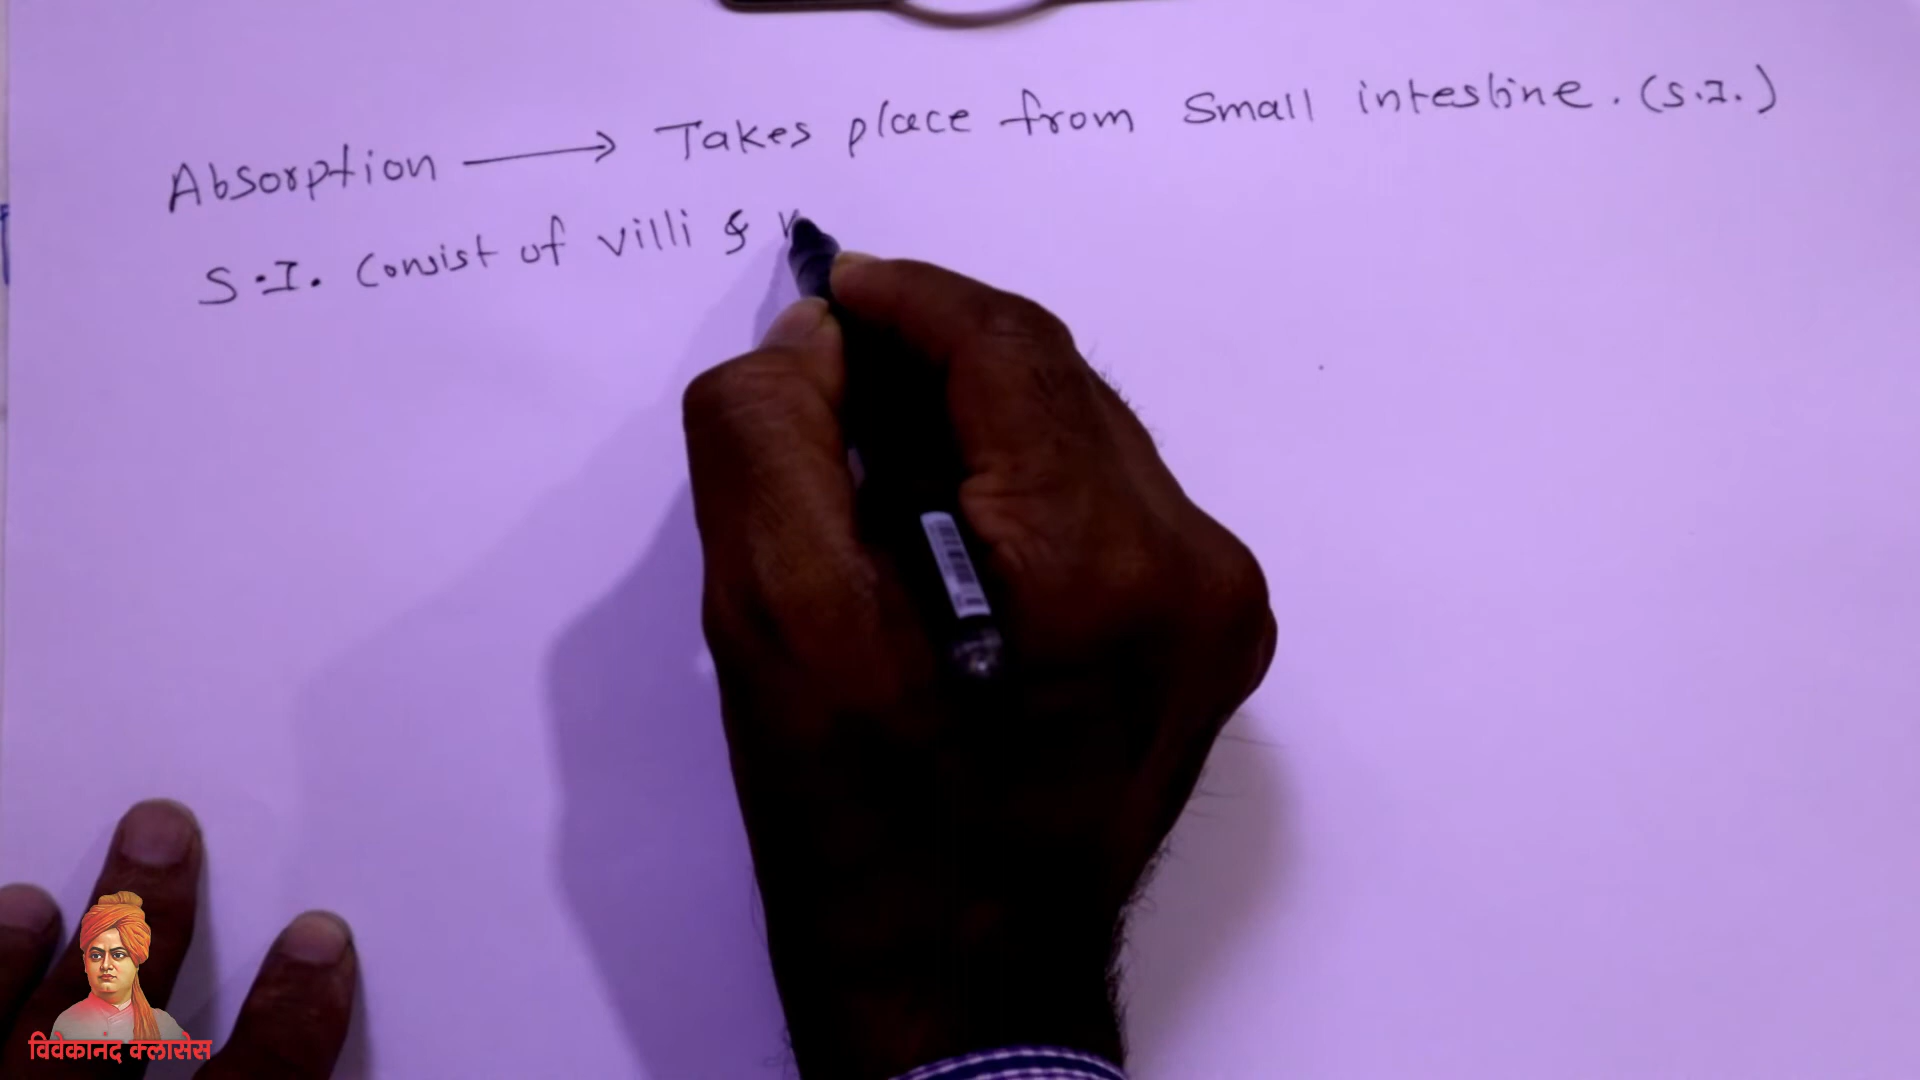 Absorption → Takes place from Small intestine. (S.I.)
S.I. Consist of villi &
विवेकानंद क्लासेस